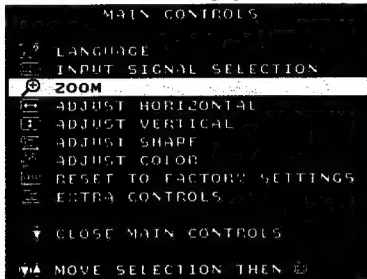 MAIN CONTROLS
LANGUAGE
INPUT SIGNAL SELECTION
ZOOM
ADJUST HORIZONTAL
ADJUST VERTICAL
ADJUST SHAPE
ADJUST COLOR
RESET TO FACTORY SETTINGS
EXTRA CONTROLS
CLOSE MAIN CONTROLS
MOVE SELECTION THEN